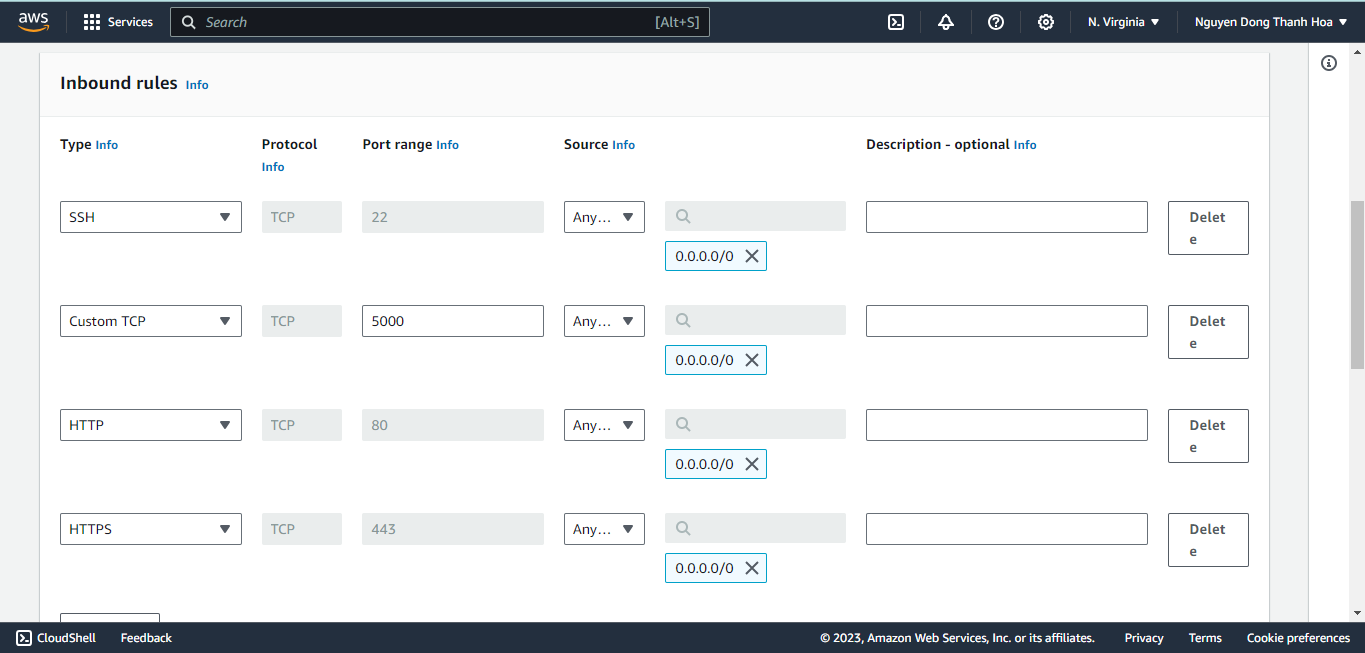 aws
Services
Search
[Alt+S]
N. Virginia
Nguyen Dong Thanh Hoa
Inbound rules Info
Type Info
Protocol
Info
Port range Info
Source Info
Description - optional Info
SSH
TCP
22
Any...
Delet
e
0.0.0.0/0
Custom TCP
TCP
5000
Any...
Delet
e
0.0.0.0/0
HTTP
TCP
80
Any...
Delet
e
0.0.0.0/0
HTTPS
TCP
443
Any...
Delet
e
0.0.0.0/0
CloudShell
Feedback
© 2023, Amazon Web Services, Inc. or its affiliates.
Privacy
Terms
Cookie preferences